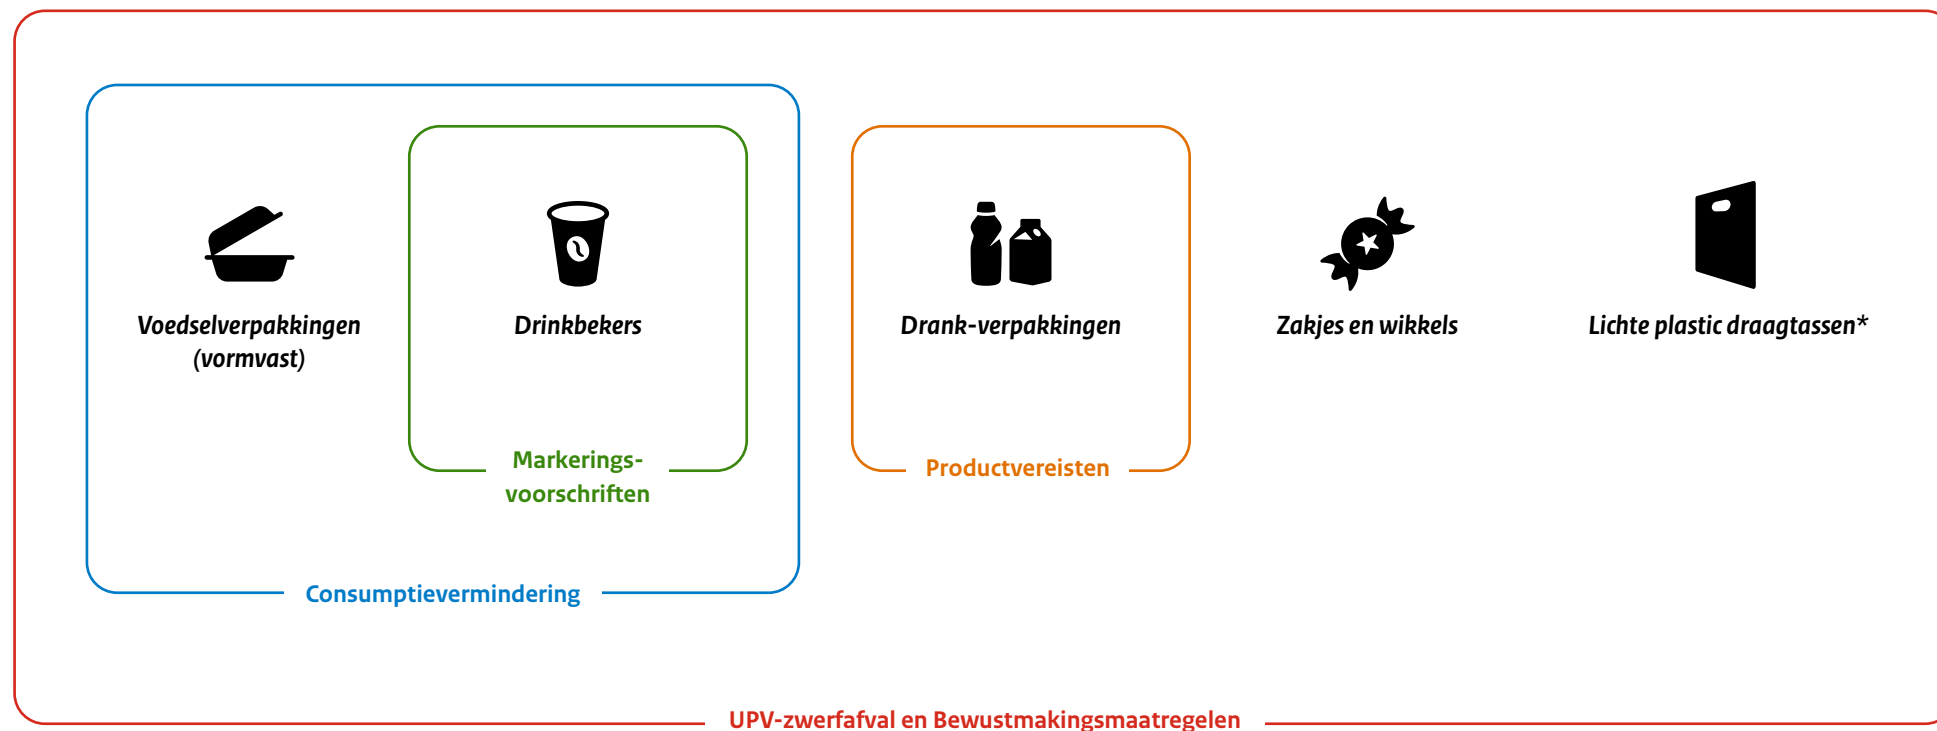 Voedselverpakkingen
(vormvast)
Drinkbekers
Drank-verpakkingen
Zakjes en wikkels
Lichte plastic draagtassen*
Markerings-
voorschriften
Productvereisten
Consumptievermindering
UPV-zwerfafval en Bewustmakingsmaatregelen